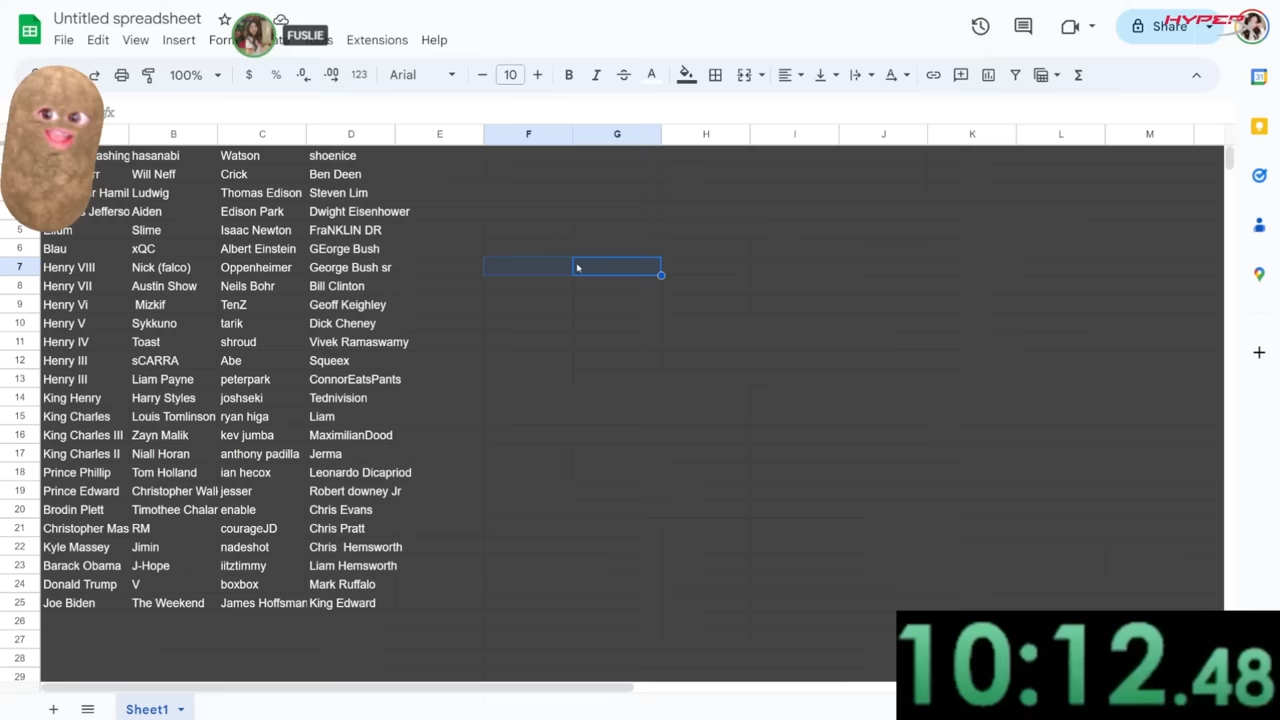 Untitled spreadsheet
FUSLIE
HYPEP
Share
File Edit View Insert Extensions Help
100% $ % .0 .00 123 Arial 10 B I S A Σ
fx
B C D E F G H I J K L M
hasanabi Watson shoenice
Will Neff Crick Ben Deen
Ludwig Thomas Edison Steven Lim
Aiden Edison Park Dwight Eisenhower
5 Slime Isaac Newton FraNKLIN DR
6 Blau xQC Albert Einstein GEorge Bush
7 Henry VIII Nick (falco) Oppenheimer George Bush sr
8 Henry VII Austin Show Neils Bohr Bill Clinton
9 Henry Vi Mizkif TenZ Geoff Keighley
10 Henry V Sykkuno tarik Dick Cheney
11 Henry IV Toast shroud Vivek Ramaswamy
12 Henry III sCARRA Abe Squeex
13 Henry III Liam Payne peterpark ConnorEatsPants
14 King Henry Harry Styles joshseki Tednivision
15 King Charles Louis Tomlinson ryan higa Liam
16 King Charles III Zayn Malik kev jumba MaximilianDood
17 King Charles II Niall Horan anthony padilla Jerma
18 Prince Phillip Tom Holland ian hecox Leonardo Dicapriod
19 Prince Edward Christopher Walk jesser Robert downey Jr
20 Brodin Plett Timothee Chalar enable Chris Evans
21 Christopher Mas RM courageJD Chris Pratt
22 Kyle Massey Jimin nadeshot Chris Hemsworth
23 Barack Obama J-Hope iitztimmy Liam Hemsworth
24 Donald Trump V boxbox Mark Ruffalo
25 Joe Biden The Weekend James Hoffsman King Edward
26
27
28
29
10:12.48
Sheet1